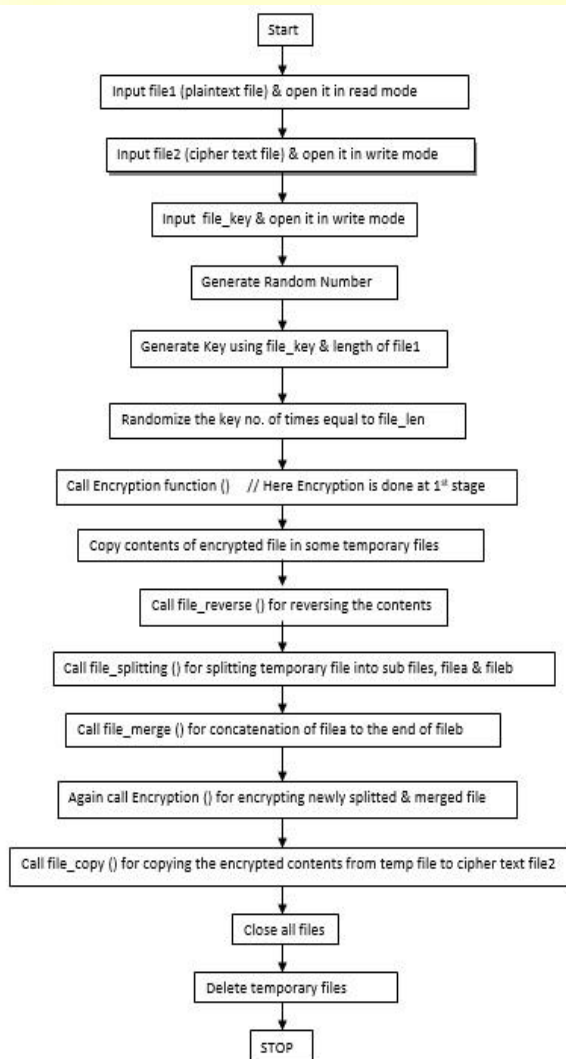 Start
Input file1 (plaintext file) & open it in read mode
Input file2 (cipher text file) & open it in write mode
Input file_key & open it in write mode
Generate Random Number
Generate Key using file_key & length of file1
Randomize the key no. of times equal to file_len
Call Encryption function () // Here Encryption is done at 1st stage
Copy contents of encrypted file in some temporary files
Call file_reverse () for reversing the contents
Call file_splitting () for splitting temporary file into sub files, filea & fileb
Call file_merge () for concatenation of filea to the end of fileb
Again call Encryption () for encrypting newly splitted & merged file
Call file_copy () for copying the encrypted contents from temp file to cipher text file2
Close all files
Delete temporary files
STOP